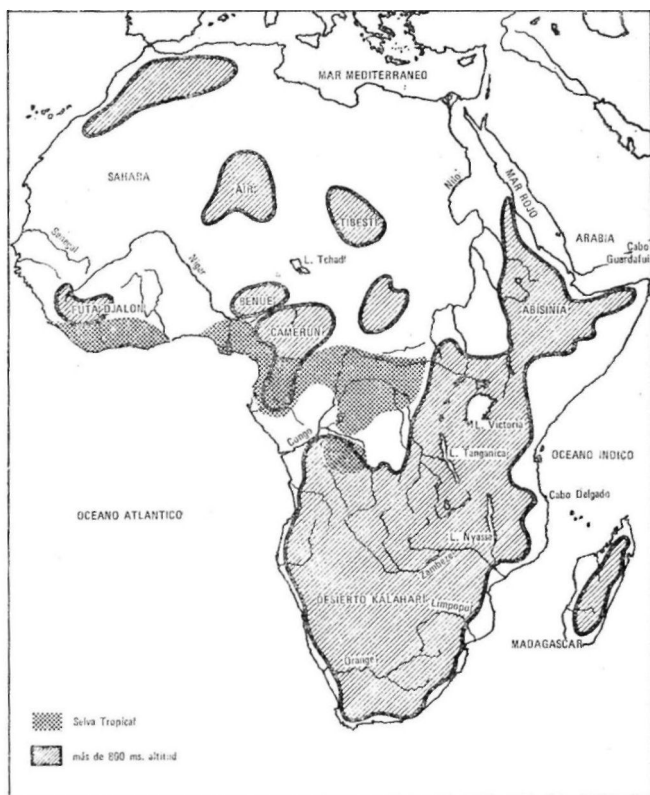 MAR MEDITERRANEO
SAHARA
AIR
TIBESTI
Nilo
MAR ROJO
ARABIA
Cabo
Guardafui
Senegal
Niger
L. Tchad
FUTA DJALON
BENUE
CAMERUN
ABISINIA
L. Victoria
Congo
L. Tanganica
OCEANO INDICO
Cabo Delgado
OCEANO ATLANTICO
L. Nyassa
Zambeze
DESIERTO KALAHARI
Limpopo
MADAGASCAR
Orange
Selva Tropical
más de 800 ms. altitud